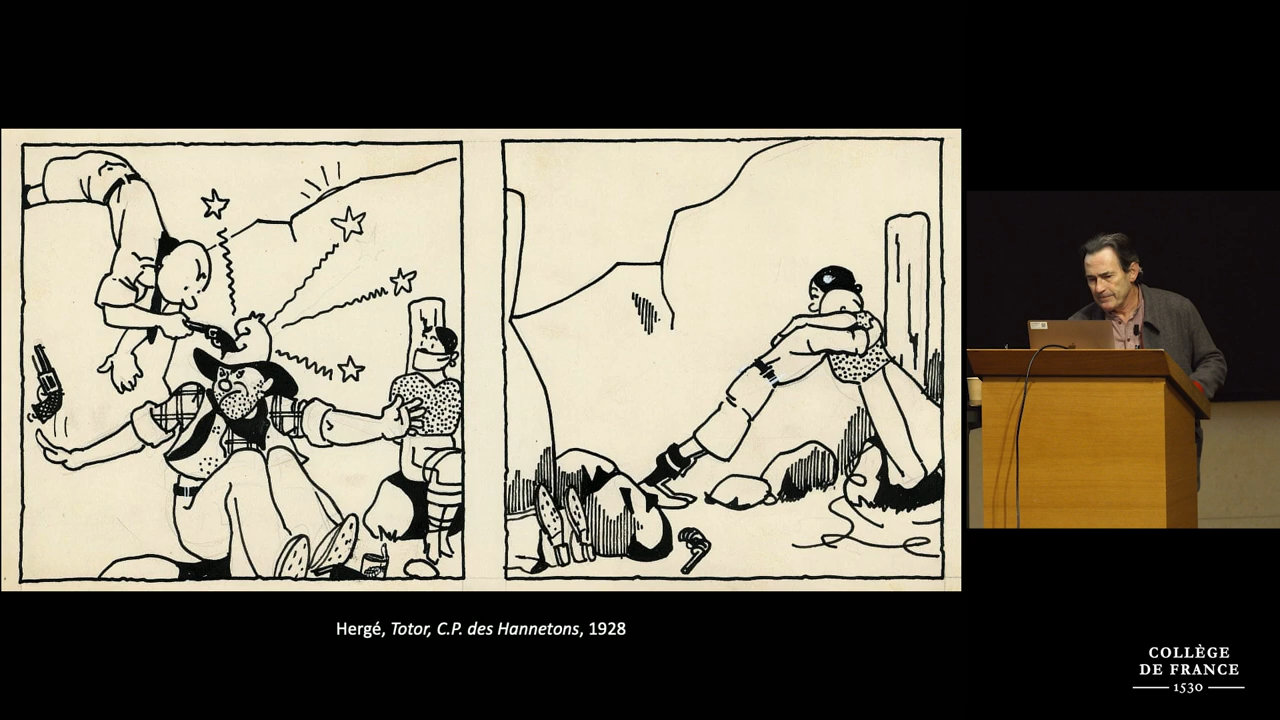 Hergé, Totor, C.P. des Hannetons, 1928
COLLÈGE
DE FRANCE
1530